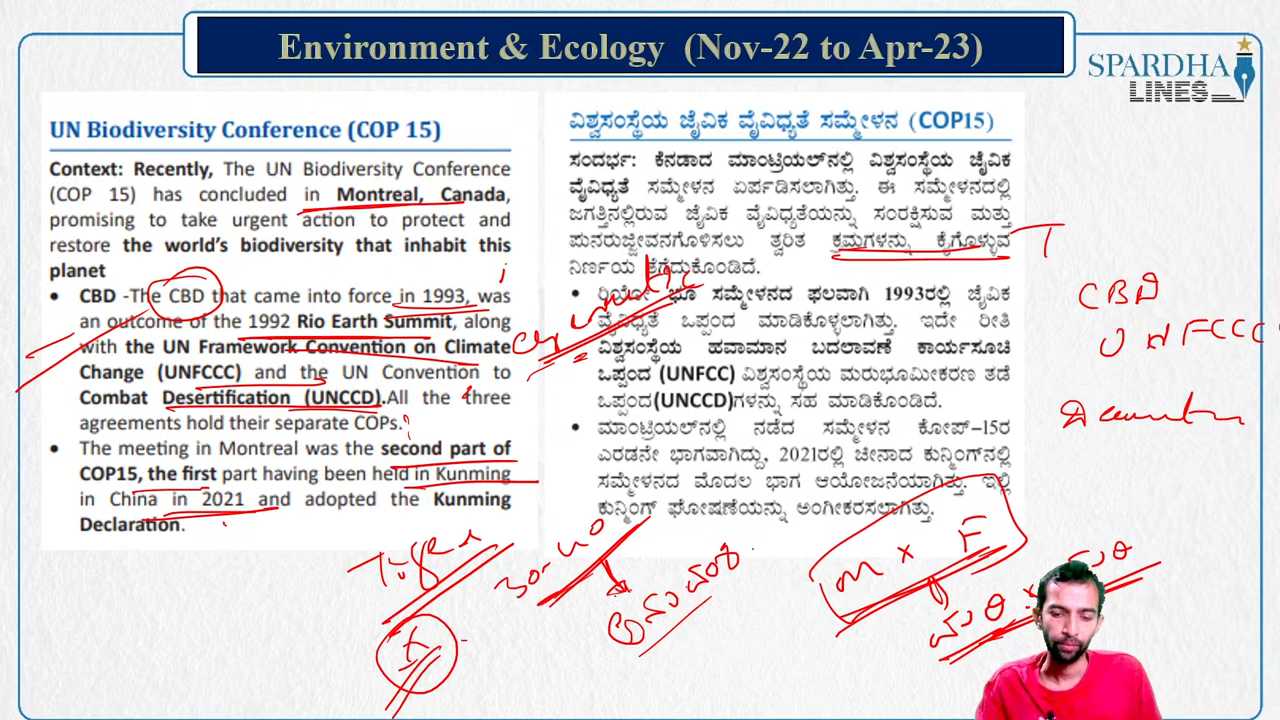 Environment & Ecology (Nov-22 to Apr-23)
SPARDHA
LINES
UN Biodiversity Conference (COP 15)
Context: Recently, The UN Biodiversity Conference
(COP 15) has concluded in Montreal, Canada,
promising to take urgent action to protect and
restore the world's biodiversity that inhabit this
planet
• CBD -The CBD that came into force in 1993, was
an outcome of the 1992 Rio Earth Summit, along
with the UN Framework Convention on Climate
Change (UNFCCC) and the UN Convention to
Combat Desertification (UNCCD).All the three
agreements hold their separate COPs.
• The meeting in Montreal was the second part of
COP15, the first part having been held in Kunming
in China in 2021 and adopted the Kunming
Declaration.
ವಿಶ್ವಸಂಸ್ಥೆಯ ಜೈವಿಕ ವೈವಿಧ್ಯತೆ ಸಮ್ಮೇಳನ (COP15)
ಸಂದರ್ಭ: ಕೆನಡಾದ ಮಾಂಟ್ರಿಯಲ್‌ನಲ್ಲಿ ವಿಶ್ವಸಂಸ್ಥೆಯ ಜೈವಿಕ
ವೈವಿಧ್ಯತೆ ಸಮ್ಮೇಳನ ಏರ್ಪಡಿಸಲಾಗಿತ್ತು. ಈ ಸಮ್ಮೇಳನದಲ್ಲಿ
ಜಗತ್ತಿನಲ್ಲಿರುವ ಜೈವಿಕ ವೈವಿಧ್ಯತೆಯನ್ನು ಸಂರಕ್ಷಿಸುವ ಮತ್ತು
ಪುನರುಜ್ಜೀವನಗೊಳಿಸಲು ತ್ವರಿತ ಕ್ರಮಗಳನ್ನು ಕೈಗೊಳ್ಳುವ
ನಿರ್ಣಯ ತೆಗೆದುಕೊಂಡಿದೆ.
• ರಿಯೋ ಭೂ ಸಮ್ಮೇಳನದ ಫಲವಾಗಿ 1993ರಲ್ಲಿ ಜೈವಿಕ
ವೈವಿಧ್ಯತೆ ಒಪ್ಪಂದ ಮಾಡಿಕೊಳ್ಳಲಾಗಿತ್ತು. ಇದೇ ರೀತಿ
ವಿಶ್ವಸಂಸ್ಥೆಯ ಹವಾಮಾನ ಬದಲಾವಣೆ ಕಾರ್ಯಸೂಚಿ
ಒಪ್ಪಂದ (UNFCC) ವಿಶ್ವಸಂಸ್ಥೆಯ ಮರುಭೂಮೀಕರಣ ತಡೆ
ಒಪ್ಪಂದ(UNCCD)ಗಳನ್ನು ಸಹ ಮಾಡಿಕೊಂಡಿದೆ.
• ಮಾಂಟ್ರಿಯಲ್‌ನಲ್ಲಿ ನಡೆದ ಸಮ್ಮೇಳನ ಕೋಪ್–15ರ
ಎರಡನೇ ಭಾಗವಾಗಿದ್ದು, 2021ರಲ್ಲಿ ಚೀನಾದ ಕುನ್ಮಿಂಗ್‌ನಲ್ಲಿ
ಸಮ್ಮೇಳನದ ಮೊದಲ ಭಾಗ ಆಯೋಜನೆಯಾಗಿತ್ತು. ಇಲ್ಲಿ
ಕುನ್ಮಿಂಗ್ ಘೋಷಣೆಯನ್ನು ಅಂಗೀಕರಿಸಲಾಗಿತ್ತು.
CBD
UNFCCC
30-40
M x F